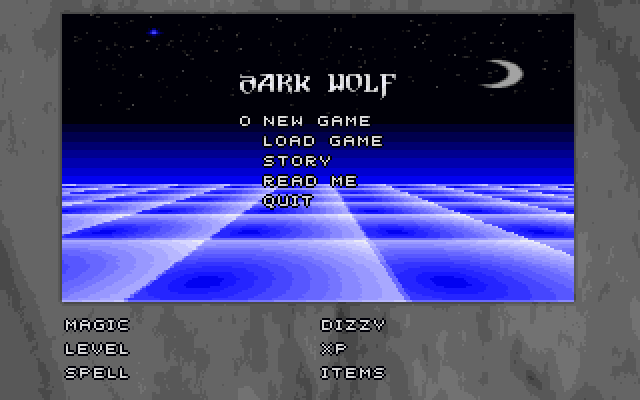 DARK WOLF
O NEW GAME
LOAD GAME
STORY
READ ME
QUIT
MAGIC DIZZY
LEVEL XP
SPELL ITEMS